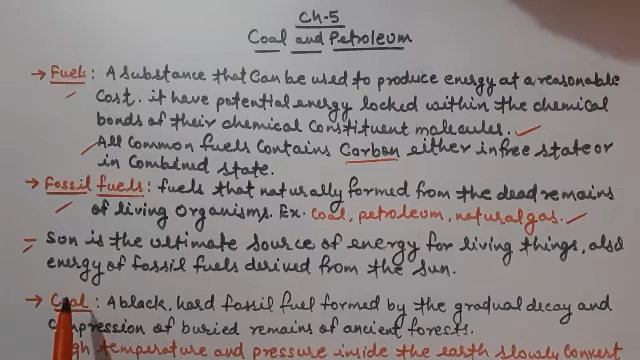 Ch-5
Coal and Petroleum
→ Fuels: A substance that can be used to produce energy at a reasonable
cost. it have potential energy locked within the chemical
bonds of their chemical constituent molecules.
All common fuels contains Carbon either in free state or
in combined state.
→ Fossil fuels: fuels that naturally formed from the dead remains
of living organisms. Ex. coal, petroleum, natural gas.
Sun is the ultimate source of energy for living things, also
energy of fossil fuels derived from the sun.
→ Coal: A black, hard fossil fuel formed by the gradual decay and
compression of buried remains of ancient forests.
temperature and pressure inside the earth slowly convert